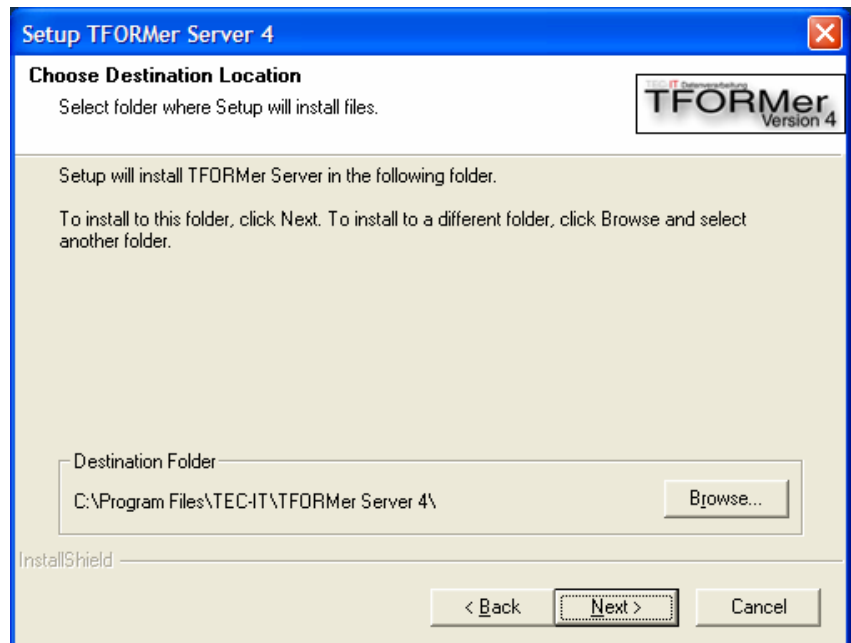 Setup TFORMer Server 4
Choose Destination Location
Select folder where Setup will install files.
TEC-IT Datenverarbeitung
TFORMer
Version 4
Setup will install TFORMer Server in the following folder.
To install to this folder, click Next. To install to a different folder, click Browse and select
another folder.
Destination Folder
C:\Program Files\TEC-IT\TFORMer Server 4\
Browse...
InstallShield
< Back
Next >
Cancel